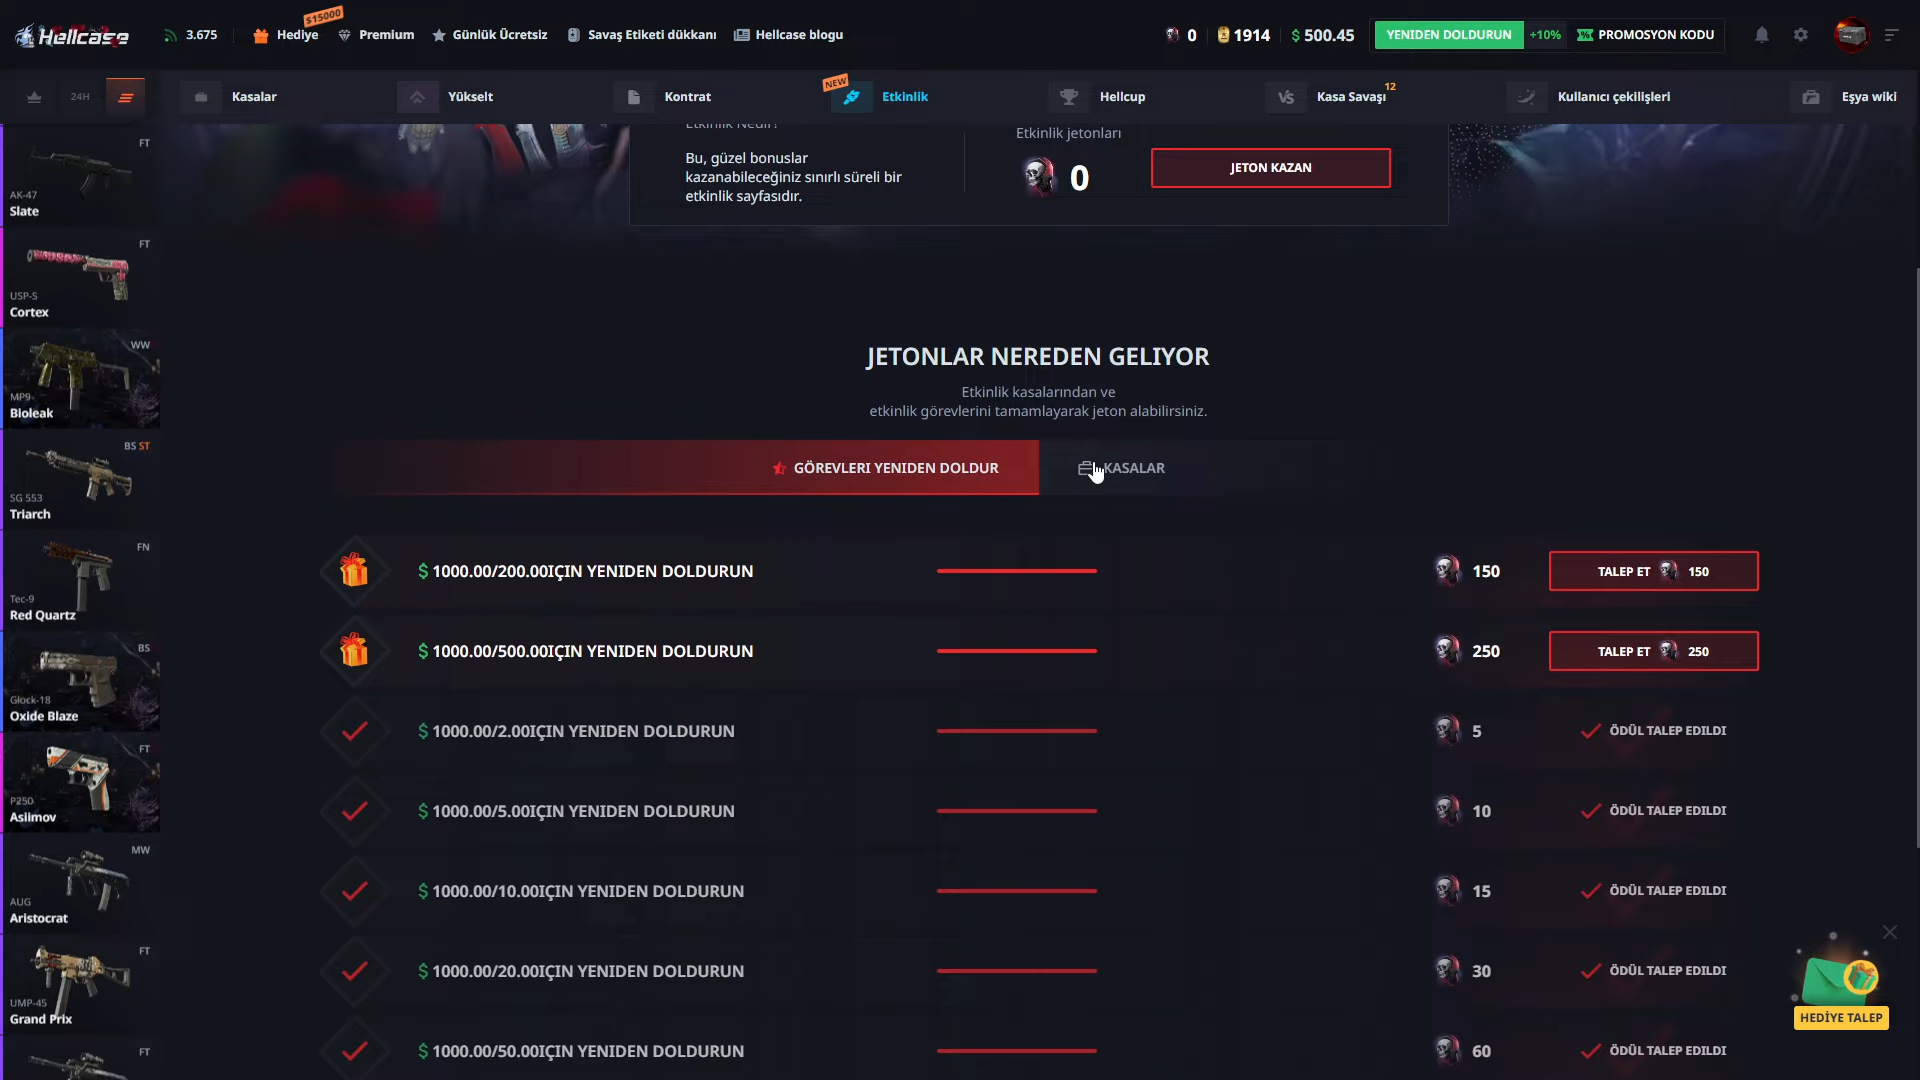 Hellcase
3.675
$15000
Hediye
Premium
Günlük Ücretsiz
Savaş Etiketi dükkanı
Hellcase blogu
0
1914
$ 500.45
YENIDEN DOLDURUN
+10%
PROMOSYON KODU
24H
Kasalar
Yükselt
Kontrat
NEW
Etkinlik
Hellcup
VS
Kasa Savaşı
12
Kullanıcı çekilişleri
Eşya wiki
FT
AK-47
Slate
FT
USP-S
Cortex
WW
MP9
Bioleak
BS ST
SG 553
Triarch
FN
Tec-9
Red Quartz
BS
Glock-18
Oxide Blaze
FT
P250
Asiimov
MW
AUG
Aristocrat
FT
UMP-45
Grand Prix
FT
Etkinlik Nedir?
Bu, güzel bonuslar
kazanabileceğiniz sınırlı süreli bir
etkinlik sayfasıdır.
Etkinlik jetonları
0
JETON KAZAN
JETONLAR NEREDEN GELIYOR
Etkinlik kasalarından ve
etkinlik görevlerini tamamlayarak jeton alabilirsiniz.
GÖREVLERI YENIDEN DOLDUR
KASALAR
$ 1000.00/200.00IÇIN YENIDEN DOLDURUN
150
TALEP ET 150
$ 1000.00/500.00IÇIN YENIDEN DOLDURUN
250
TALEP ET 250
$ 1000.00/2.00IÇIN YENIDEN DOLDURUN
5
ÖDÜL TALEP EDILDI
$ 1000.00/5.00IÇIN YENIDEN DOLDURUN
10
ÖDÜL TALEP EDILDI
$ 1000.00/10.00IÇIN YENIDEN DOLDURUN
15
ÖDÜL TALEP EDILDI
$ 1000.00/20.00IÇIN YENIDEN DOLDURUN
30
ÖDÜL TALEP EDILDI
$ 1000.00/50.00IÇIN YENIDEN DOLDURUN
60
ÖDÜL TALEP EDILDI
HEDİYE TALEP